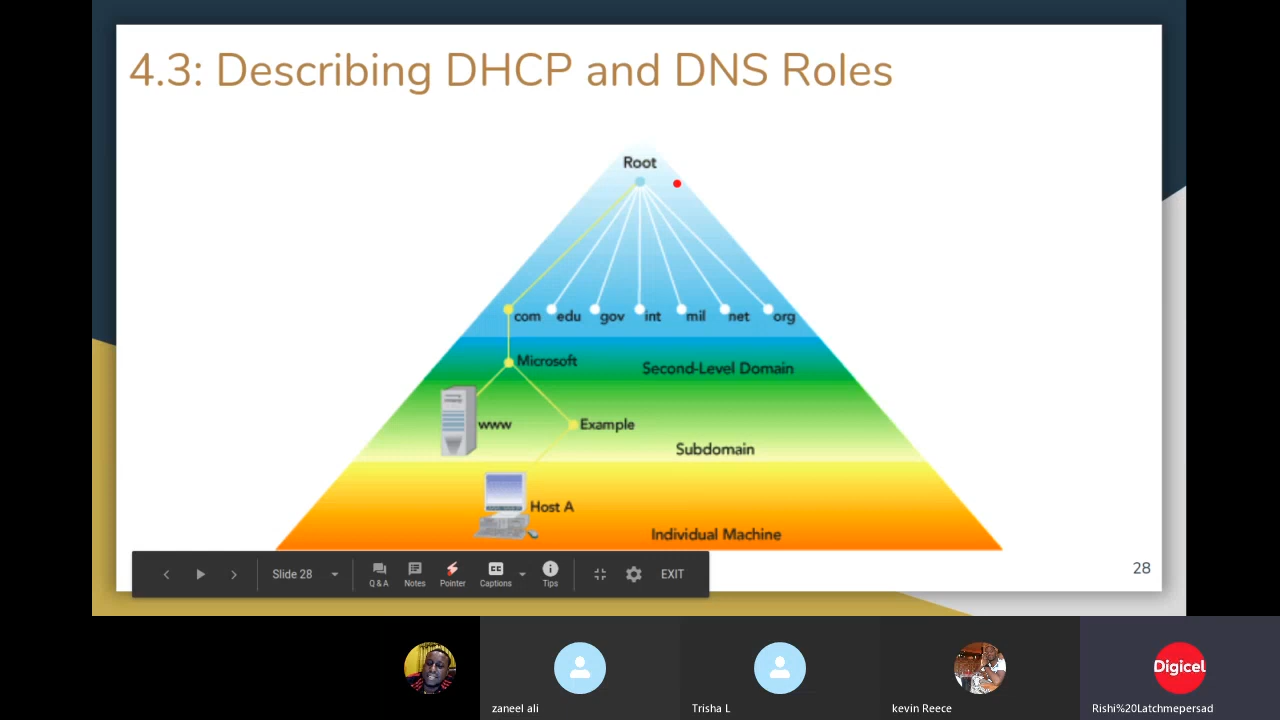 4.3: Describing DHCP and DNS Roles
Root
com edu gov int mil net org
Microsoft
Second-Level Domain
www
Example
Subdomain
Host A
Individual Machine
28
Slide 28
Q & A
Notes
Pointer
CC
Captions
Tips
EXIT
Digicel
zaneel ali
Trisha L
kevin Reece
Rishi%20Latchmepersad